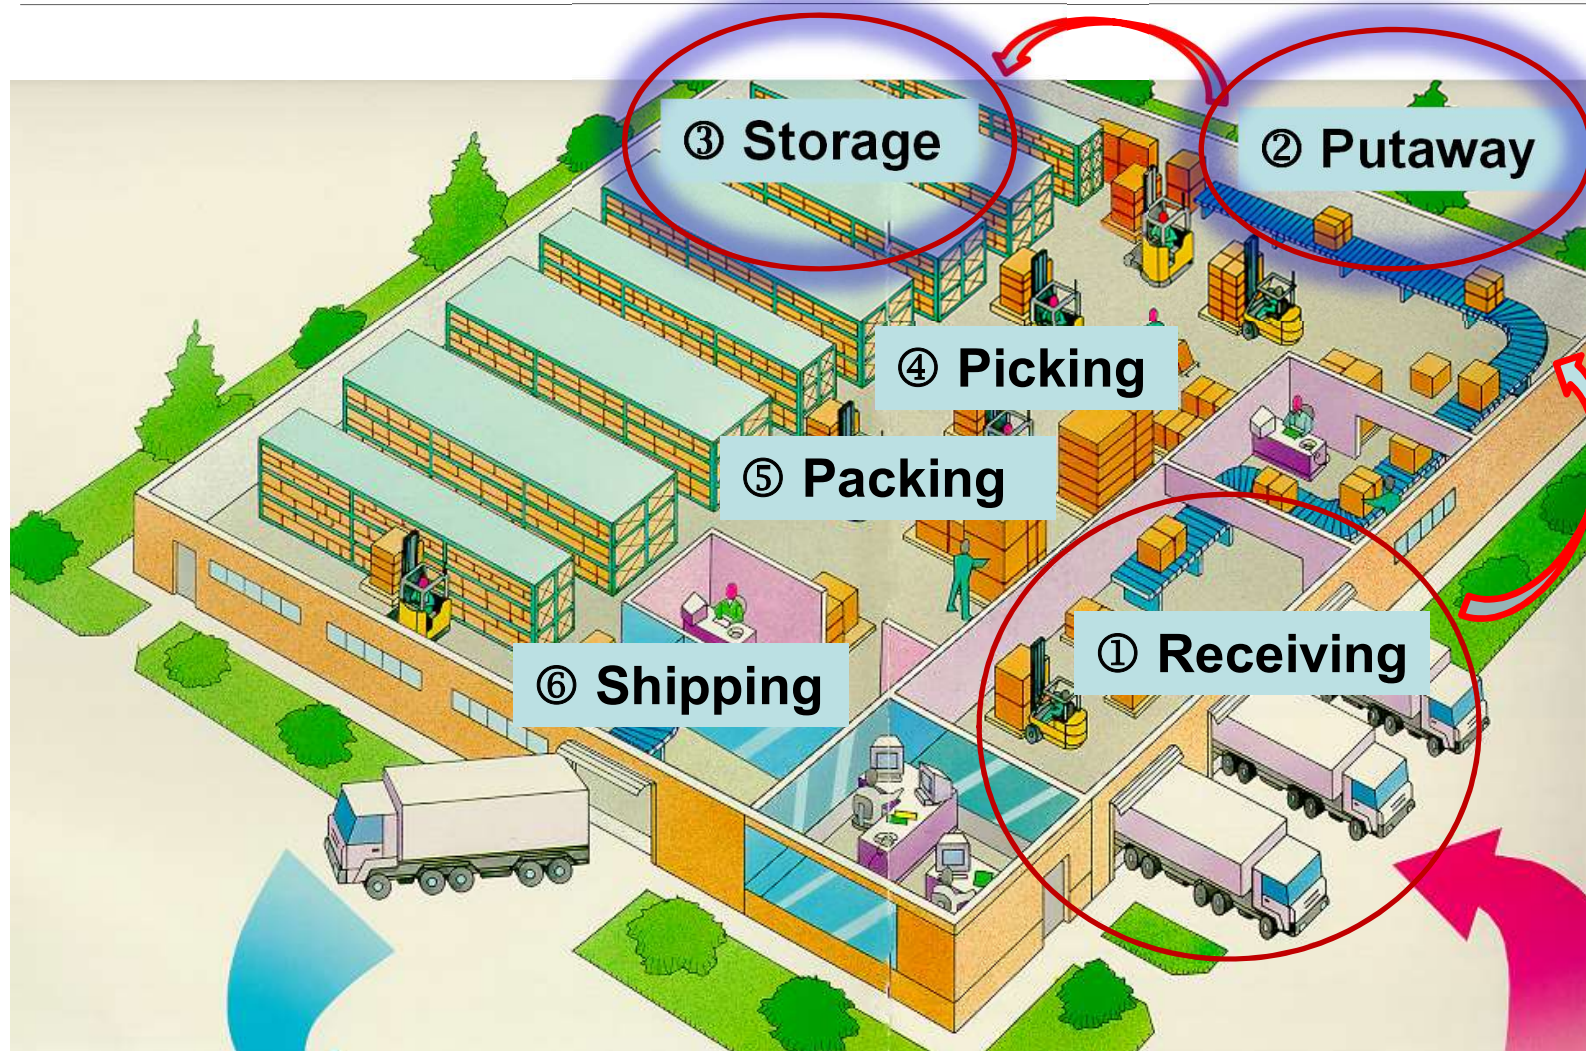 ③ Storage
② Putaway
④ Picking
⑤ Packing
① Receiving
⑥ Shipping